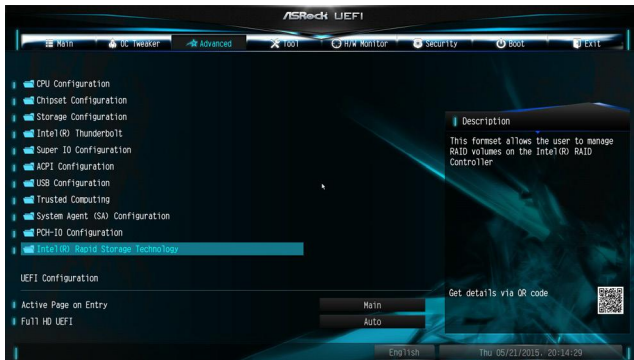 ASRock UEFI
Main OC Tweaker Advanced Tool H/W Monitor Security Boot Exit
CPU Configuration
Chipset Configuration
Storage Configuration
Intel(R) Thunderbolt
Super IO Configuration
ACPI Configuration
USB Configuration
Trusted Computing
System Agent (SA) Configuration
PCH-IO Configuration
Intel(R) Rapid Storage Technology
UEFI Configuration
Active Page on Entry Main
Full HD UEFI Auto
Description
This formset allows the user to manage
RAID volumes on the Intel(R) RAID
Controller
Get details via QR code
English Thu 05/21/2015. 20:14:29